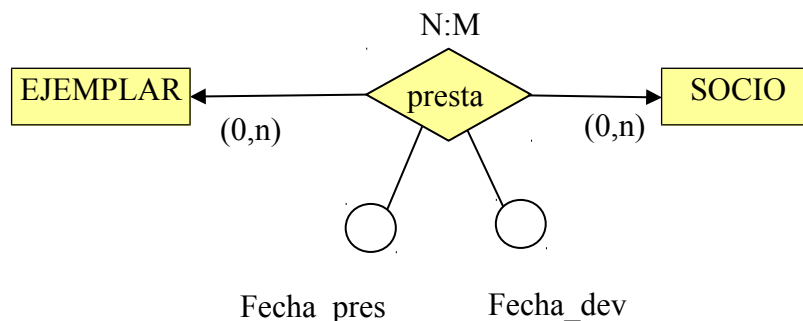 N:M
EJEMPLAR
presta
SOCIO
(0,n)
(0,n)
Fecha_pres
Fecha_dev